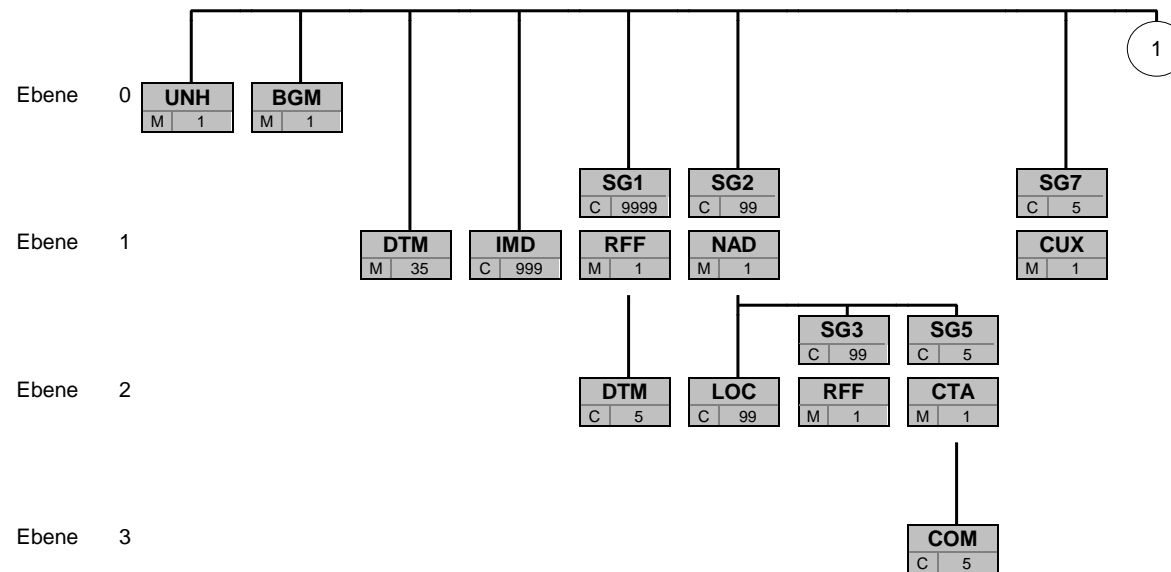 1
Ebene 0 UNH BGM
M 1 M 1
SG1 SG2 SG7
C 9999 C 99 C 5
Ebene 1 DTM IMD RFF NAD CUX
M 35 C 999 M 1 M 1 M 1
SG3 SG5
C 99 C 5
Ebene 2 DTM LOC RFF CTA
C 5 C 99 M 1 M 1
Ebene 3 COM
C 5